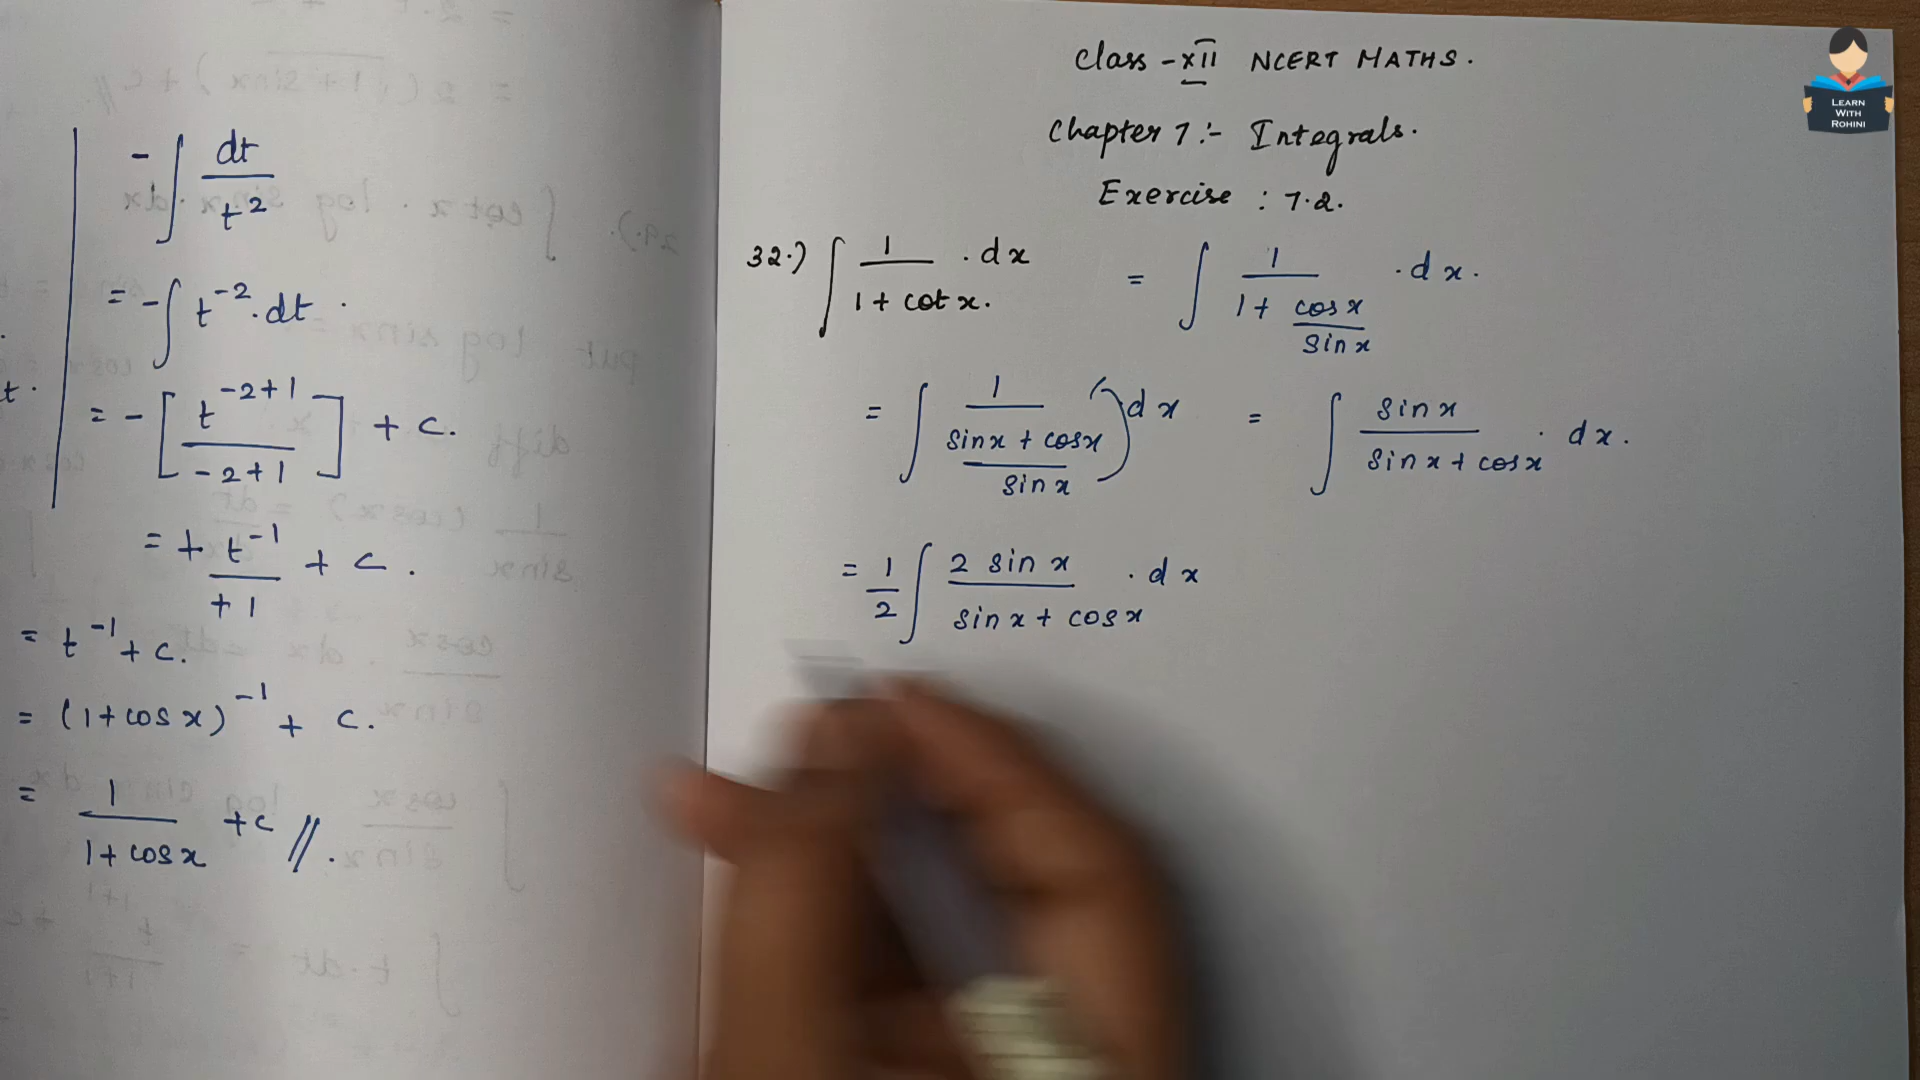 - ∫ dt / t²
= - ∫ t⁻² . dt .
= - [ t⁻²⁺¹ / -2+1 ] + c.
= + t⁻¹ / +1 + c .
= t⁻¹ + c.
= (1+cos x)⁻¹ + c.
= 1 / 1+cos x + c //.
t .
Class - XII NCERT MATHS .
Chapter 7 :- Integrals.
Exercise : 7.2.
32.) ∫ 1 / 1 + cot x. . dx = ∫ 1 / 1 + cos x / sin x . dx.
= ∫ 1 / sin x + cos x / sin x dx = ∫ sin x / sin x + cos x . dx.
= 1/2 ∫ 2 sin x / sin x + cos x . dx
LEARN
WITH
ROHINI